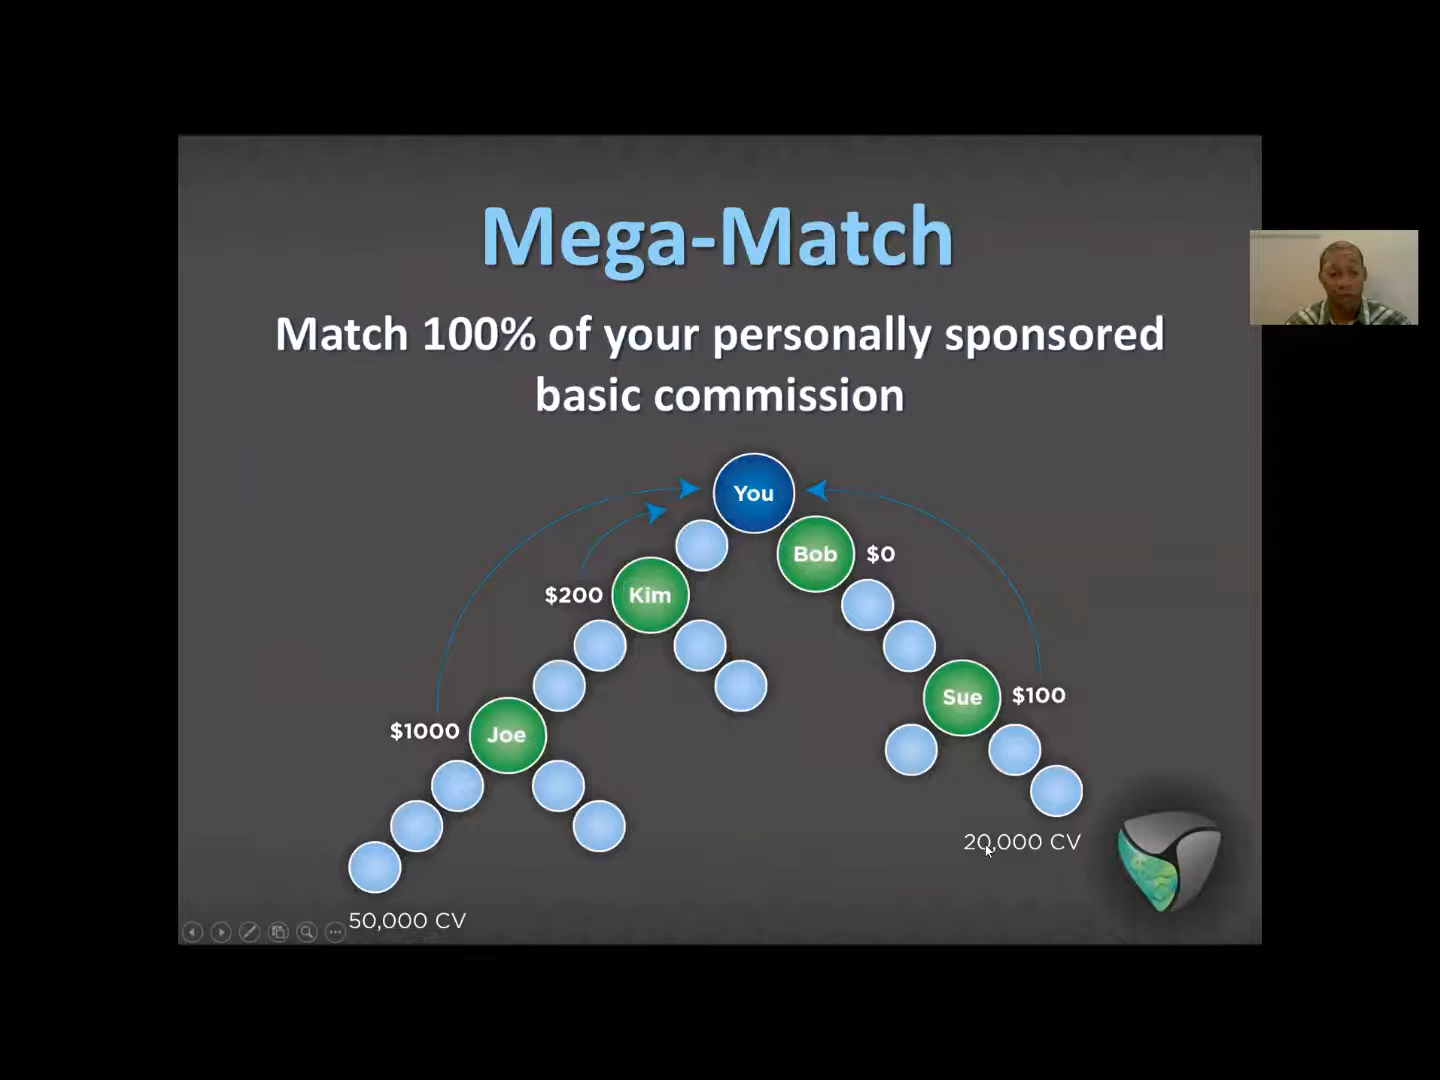 Mega-Match
Match 100% of your personally sponsored
basic commission
You
Bob
$0
$200
Kim
Sue
$100
$1000
Joe
20,000 CV
50,000 CV